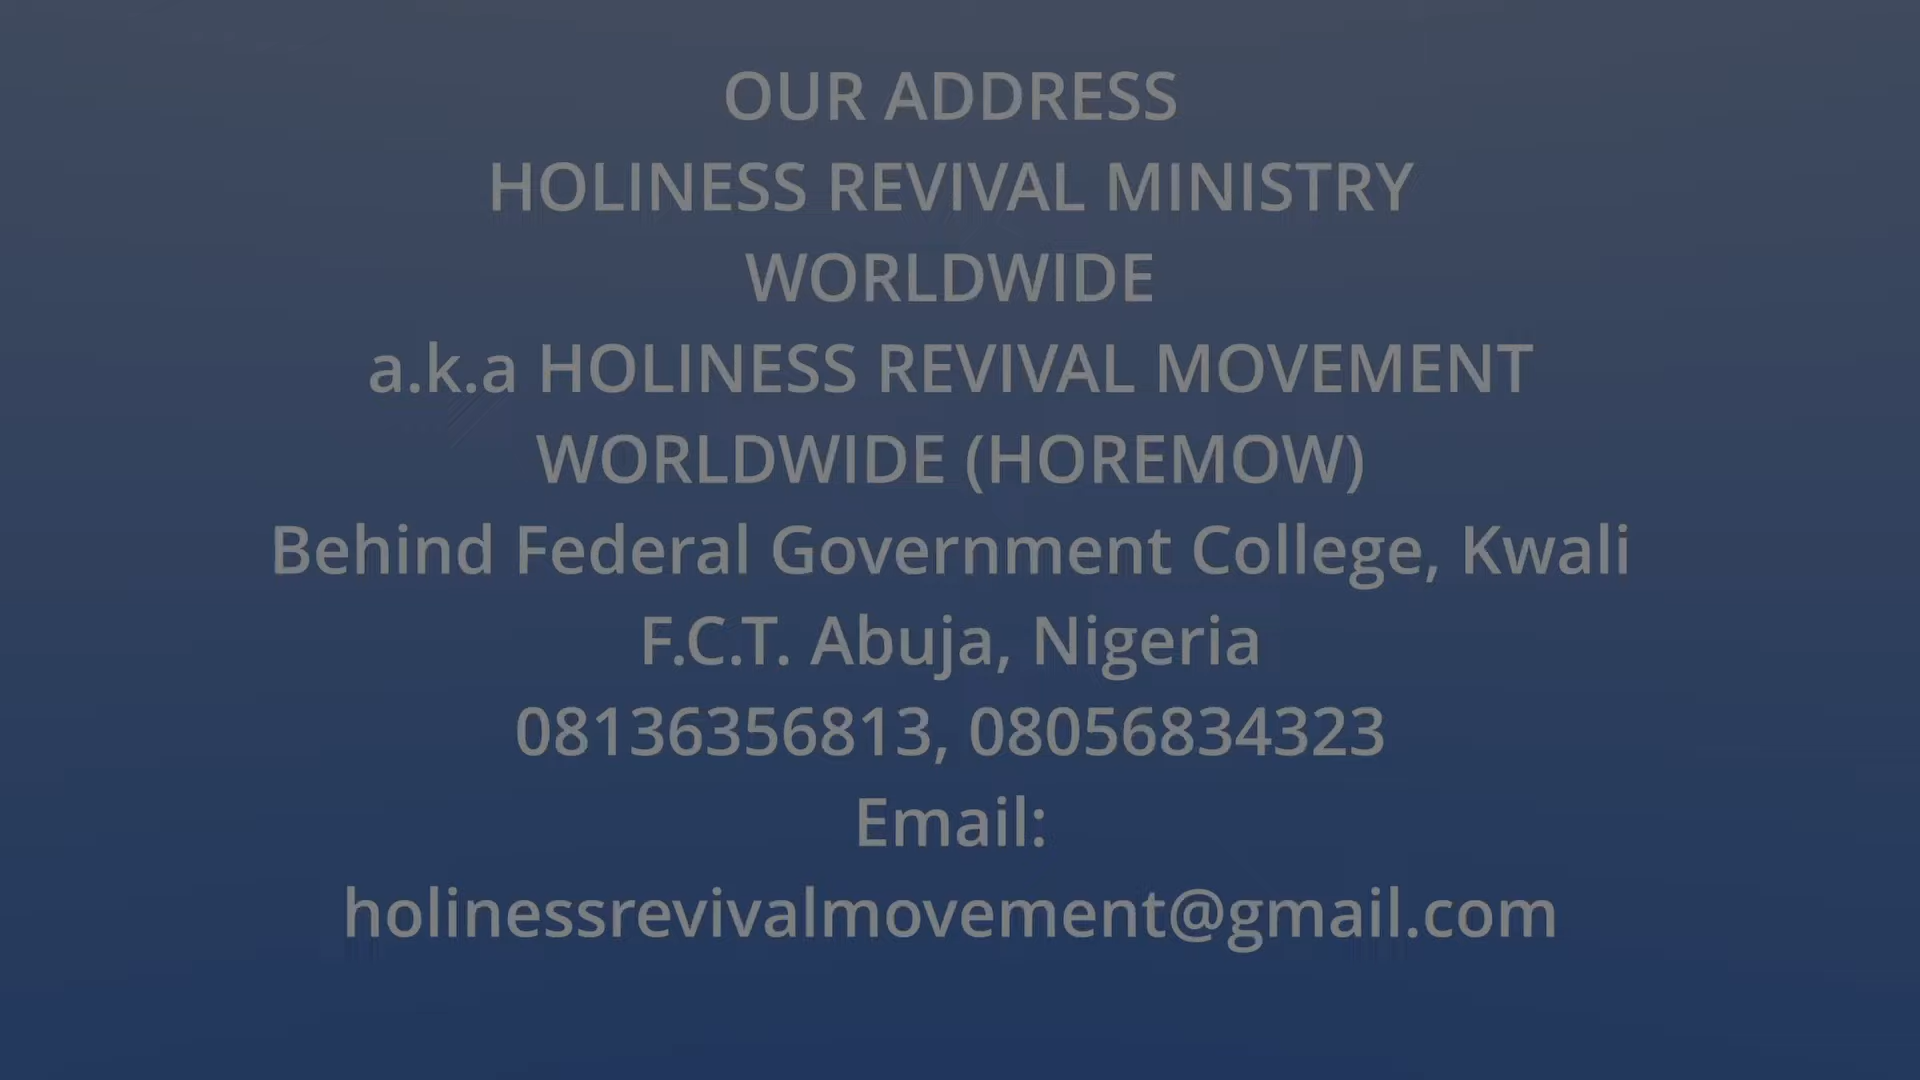 OUR ADDRESS
HOLINESS REVIVAL MINISTRY
WORLDWIDE
a.k.a HOLINESS REVIVAL MOVEMENT
WORLDWIDE (HOREMOW)
Behind Federal Government College, Kwali
F.C.T. Abuja, Nigeria
08136356813, 08056834323
Email:
holinessrevivalmovement@gmail.com